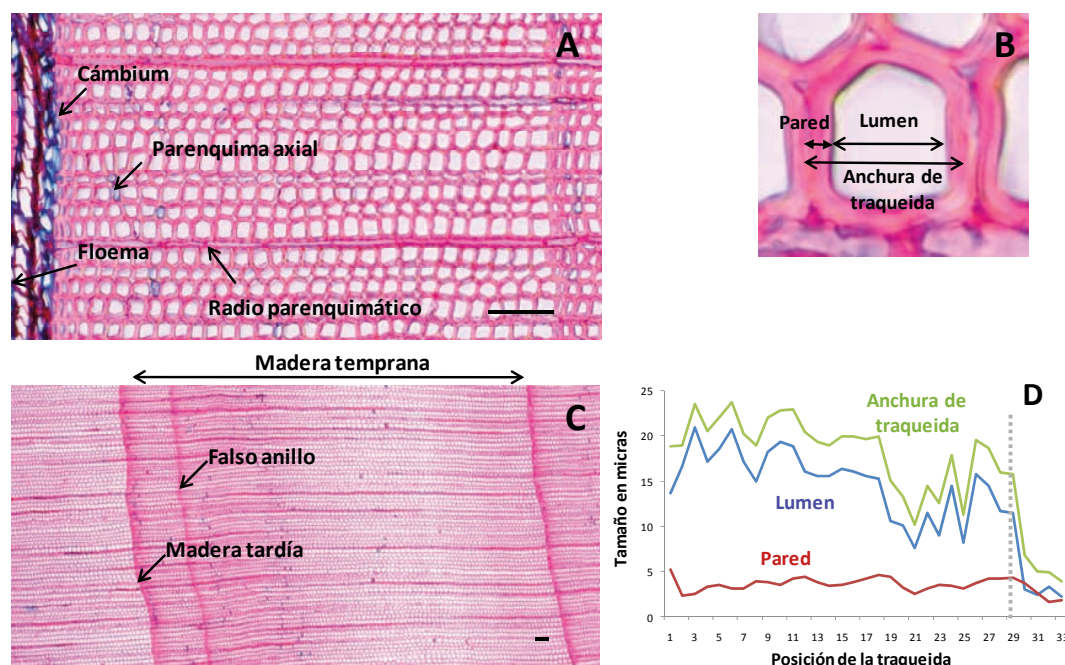 A
Cámbium
Parenquima axial
Floema
Radio parenquimático
B
Pared
Lumen
Anchura de
traqueida
Madera temprana
C
Falso anillo
Madera tardía
D
25
20
15
10
5
0
Tamaño en micras
Anchura de
traqueida
Lumen
Pared
1 3 5 7 9 11 13 15 17 19 21 23 25 27 29 31 33
Posición de la traqueida